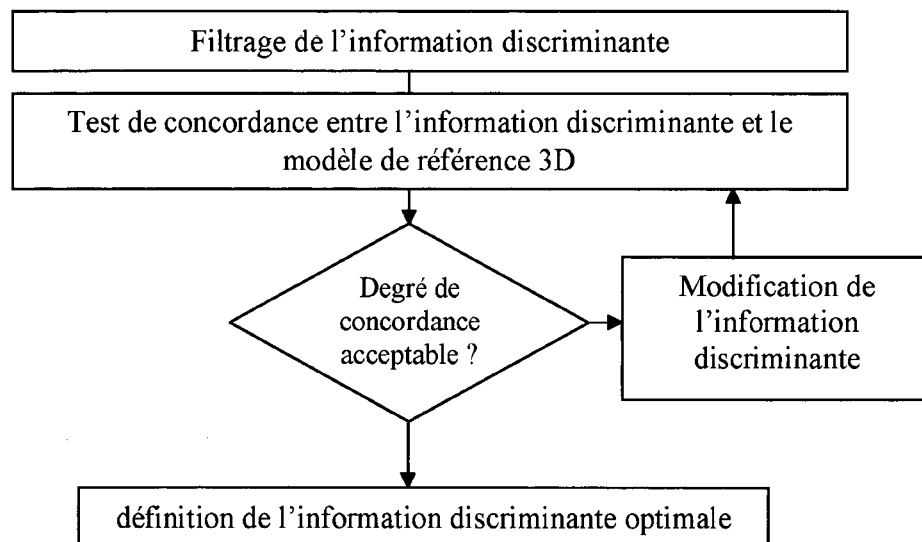 Filtrage de l'information discriminante
Test de concordance entre l'information discriminante et le
modèle de référence 3D
Degré de
concordance
acceptable ?
Modification de
l'information
discriminante
définition de l'information discriminante optimale